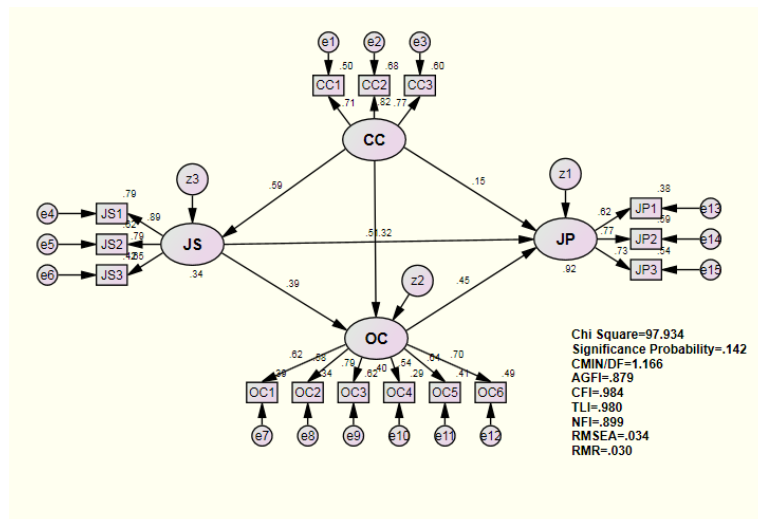 e1
e2
e3
.50
.68
.60
CC1
CC2
CC3
.71
.82
.77
CC
z3
z1
.59
.15
.79
.38
e4
JS1
.89
.62
JP1
e13
.62
.59
e5
JS2
.79
JS
.51
.32
JP
.77
JP2
e14
.42
.65
.73
.54
e6
JS3
.34
.92
JP3
e15
.39
z2
.45
OC
.62
.39
.58
.34
.79
.62
.40
.54
.29
.64
.41
.70
.49
OC1
OC2
OC3
OC4
OC5
OC6
e7
e8
e9
e10
e11
e12
Chi Square=97.934
Significance Probability=.142
CMIN/DF=1.166
AGFI=.879
CFI=.984
TLI=.980
NFI=.899
RMSEA=.034
RMR=.030